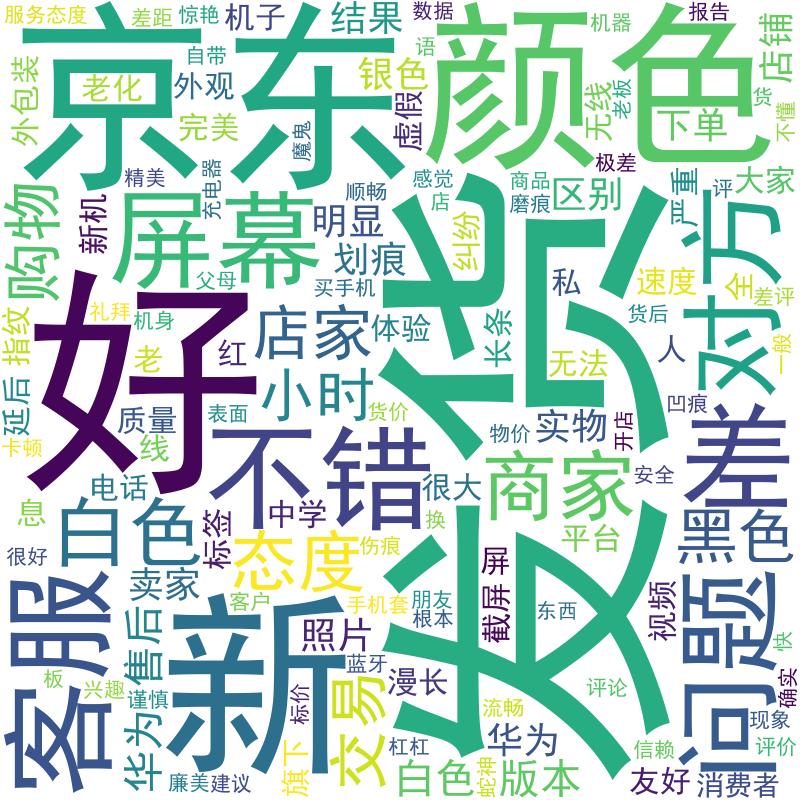 服务态度
差距
惊艳
机子
结果
数据
报告
京东
颜色
语
机器
店铺
自带
外包装
老化
外观
银色
虚假
无线
老板
下单
货
不懂
完美
魔鬼
极差
精美
充电器
顺畅
感觉
店
商品
磨痕
区别
严重
评
大家
购物
新机
屏幕
明显
纠纷
划痕
父母
买手机
发货
私
速度
全
对方
差评
礼拜
机身
指纹
好
红
店家
体验
长条
货后
人
一般
延后
老
小时
无法
卡顿
质量
表面
货价
凹痕
线
不错
物价
实物
开店
差
电话
很大
商家
安全
息
白色
标签
中学
换
平台
黑色
很好
态度
伤痕
客服
卖家
客户
手机套
朋友
根本
截屏
屏
东西
视频
问题
售后
新
照片
板
兴趣
谨慎
蓝牙
漫长
评论
快
确实
标价
交易
流畅
现象
华为
旗下
杠杠
华为
信赖
评价
廉美
建议
白色
蛇神
版本
友好
消费者